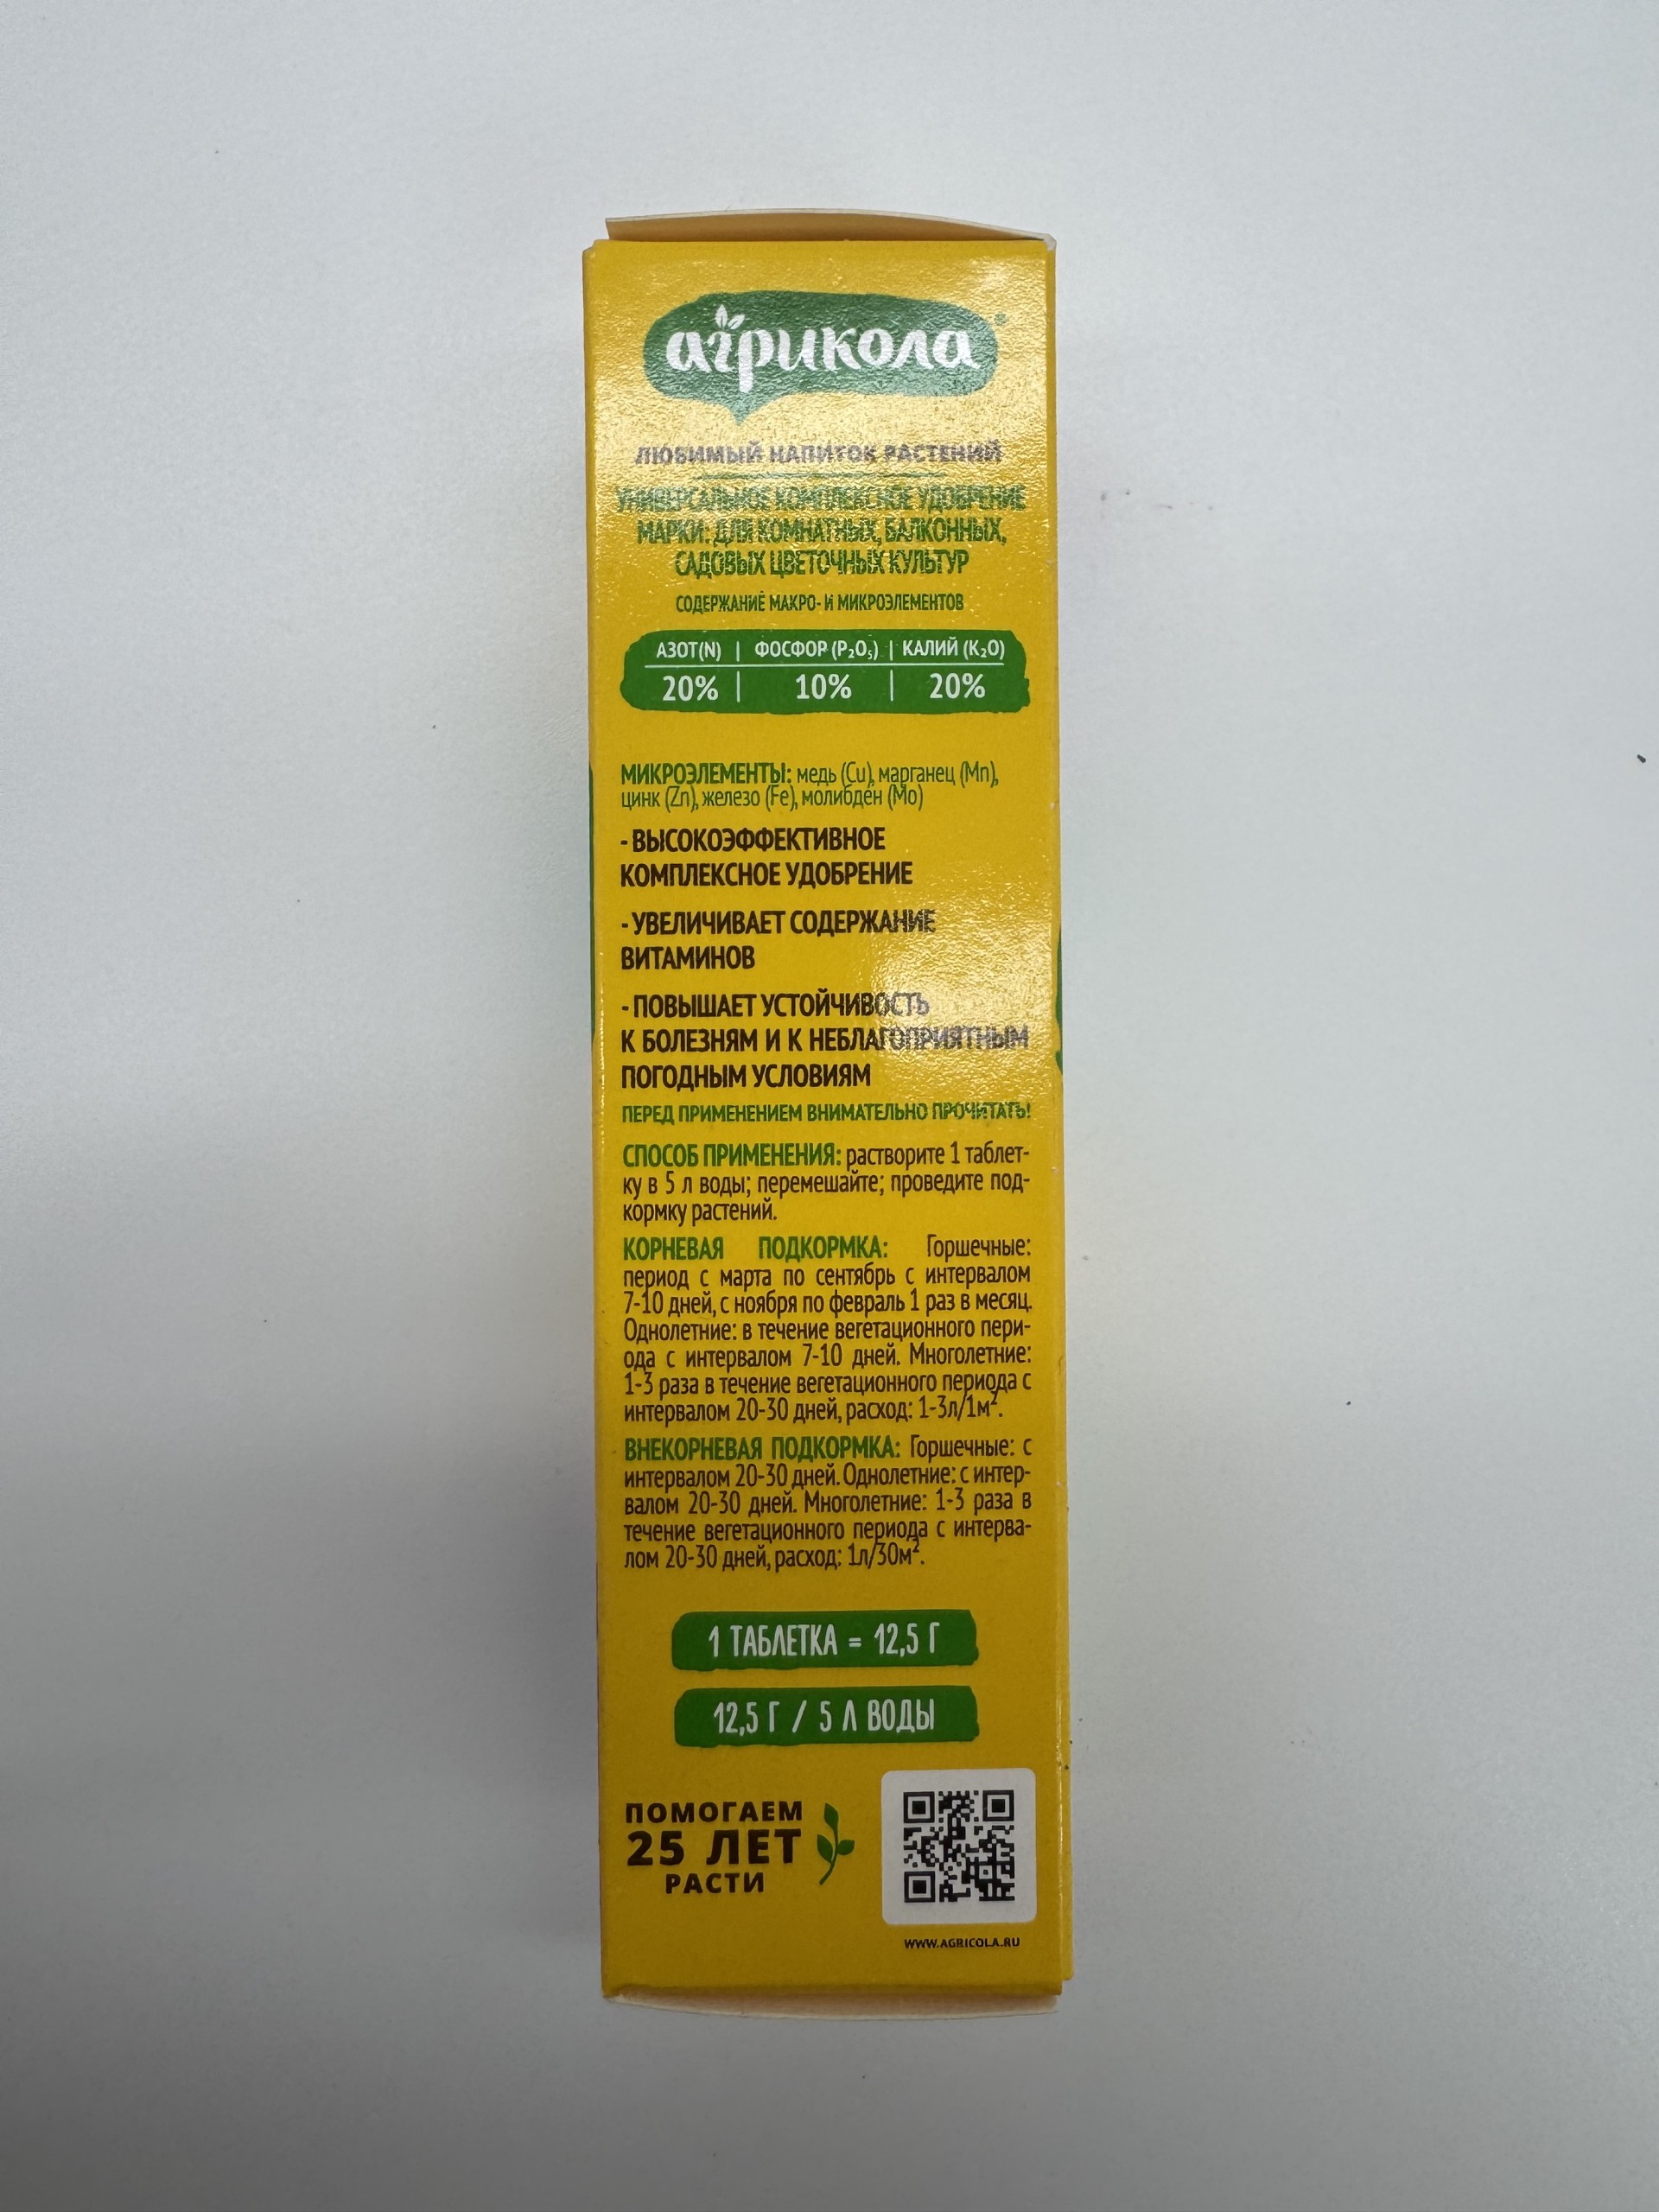 агрикола®
ЛЮБИМЫЙ НАПИТОК РАСТЕНИЙ
УНИВЕРСАЛЬНОЕ КОМПЛЕКСНОЕ УДОБРЕНИЕ
МАРКИ: ДЛЯ КОМНАТНЫХ, БАЛКОННЫХ,
САДОВЫХ ЦВЕТОЧНЫХ КУЛЬТУР
СОДЕРЖАНИЕ МАКРО- И МИКРОЭЛЕМЕНТОВ
АЗОТ(N) | ФОСФОР (P₂O₅) | КАЛИЙ (K₂O)
20% | 10% | 20%
МИКРОЭЛЕМЕНТЫ: медь (Cu), марганец (Mn),
цинк (Zn), железо (Fe), молибден (Mo)
- ВЫСОКОЭФФЕКТИВНОЕ
КОМПЛЕКСНОЕ УДОБРЕНИЕ
- УВЕЛИЧИВАЕТ СОДЕРЖАНИЕ
ВИТАМИНОВ
- ПОВЫШАЕТ УСТОЙЧИВОСТЬ
К БОЛЕЗНЯМ И К НЕБЛАГОПРИЯТНЫМ
ПОГОДНЫМ УСЛОВИЯМ
ПЕРЕД ПРИМЕНЕНИЕМ ВНИМАТЕЛЬНО ПРОЧИТАТЬ!
СПОСОБ ПРИМЕНЕНИЯ: растворите 1 таблет-
ку в 5 л воды; перемешайте; проведите под-
кормку растений.
КОРНЕВАЯ ПОДКОРМКА: Горшечные:
период с марта по сентябрь с интервалом
7-10 дней, с ноября по февраль 1 раз в месяц.
Однолетние: в течение вегетационного пери-
ода с интервалом 7-10 дней. Многолетние:
1-3 раза в течение вегетационного периода с
интервалом 20-30 дней, расход: 1-3л/1м².
ВНЕКОРНЕВАЯ ПОДКОРМКА: Горшечные: с
интервалом 20-30 дней. Однолетние: с интер-
валом 20-30 дней. Многолетние: 1-3 раза в
течение вегетационного периода с интерва-
лом 20-30 дней, расход: 1л/30м².
1 ТАБЛЕТКА = 12,5 Г
12,5 Г / 5 Л ВОДЫ
ПОМОГАЕМ
25 ЛЕТ
РАСТИ
WWW.AGRICOLA.RU